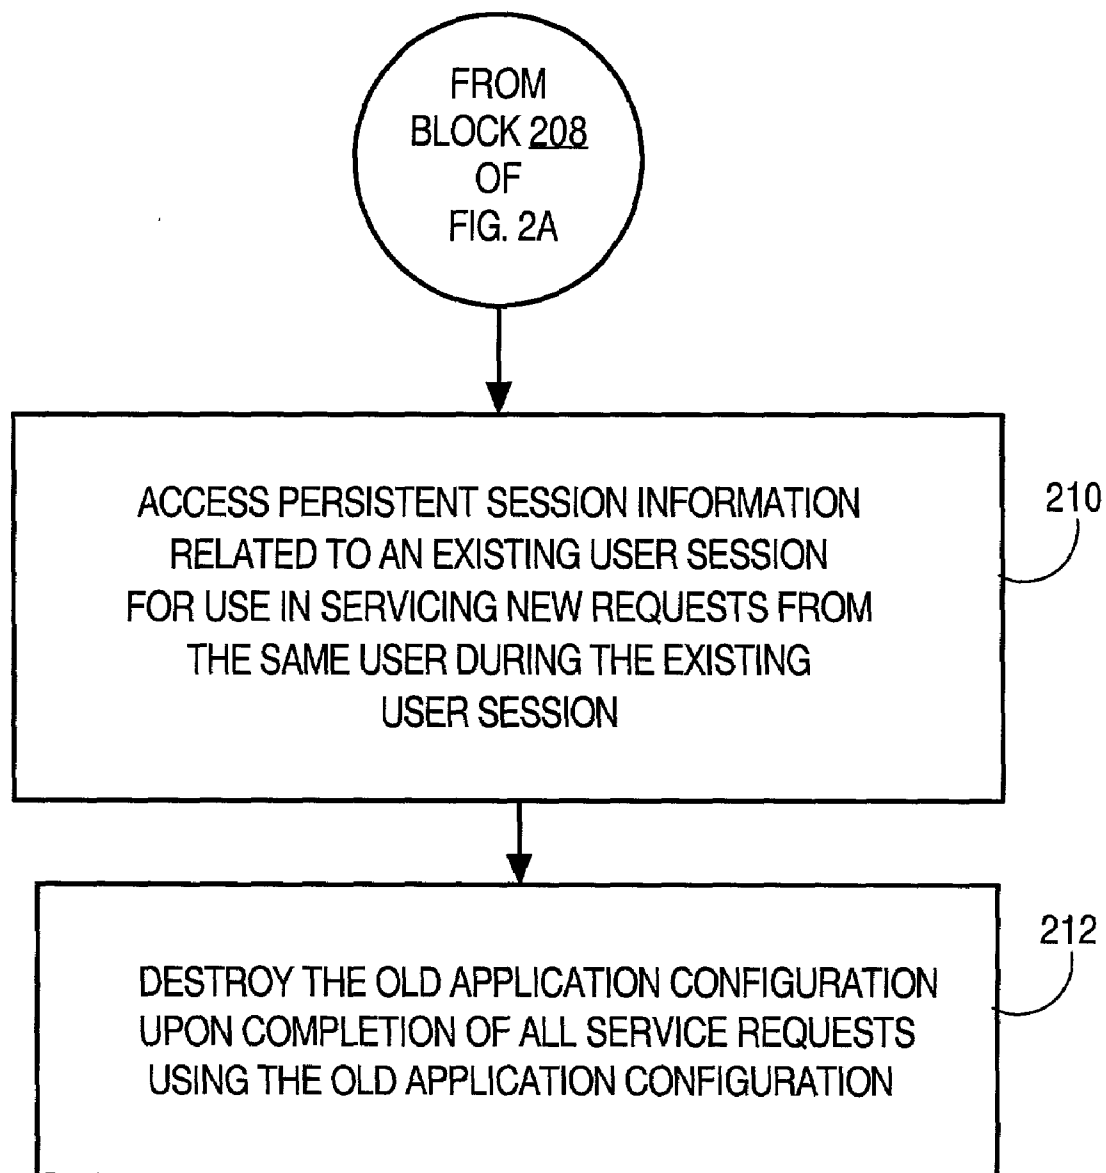 FROM
BLOCK 208
OF
FIG. 2A
ACCESS PERSISTENT SESSION INFORMATION
RELATED TO AN EXISTING USER SESSION
FOR USE IN SERVICING NEW REQUESTS FROM
THE SAME USER DURING THE EXISTING
USER SESSION
210
212
DESTROY THE OLD APPLICATION CONFIGURATION
UPON COMPLETION OF ALL SERVICE REQUESTS
USING THE OLD APPLICATION CONFIGURATION